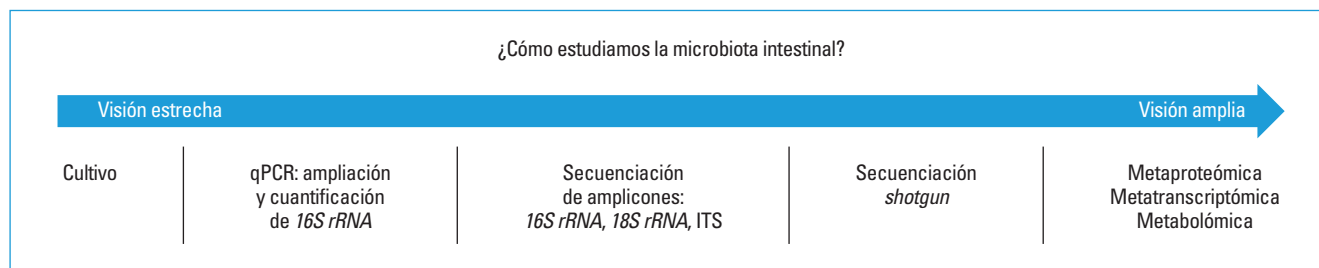 ¿Cómo estudiamos la microbiota intestinal?
Visión estrecha
Visión amplia
Cultivo
qPCR: ampliación
y cuantificación
de 16S rRNA
Secuenciación
de amplicones:
16S rRNA, 18S rRNA, ITS
Secuenciación
shotgun
Metaproteómica
Metatranscriptómica
Metabolómica